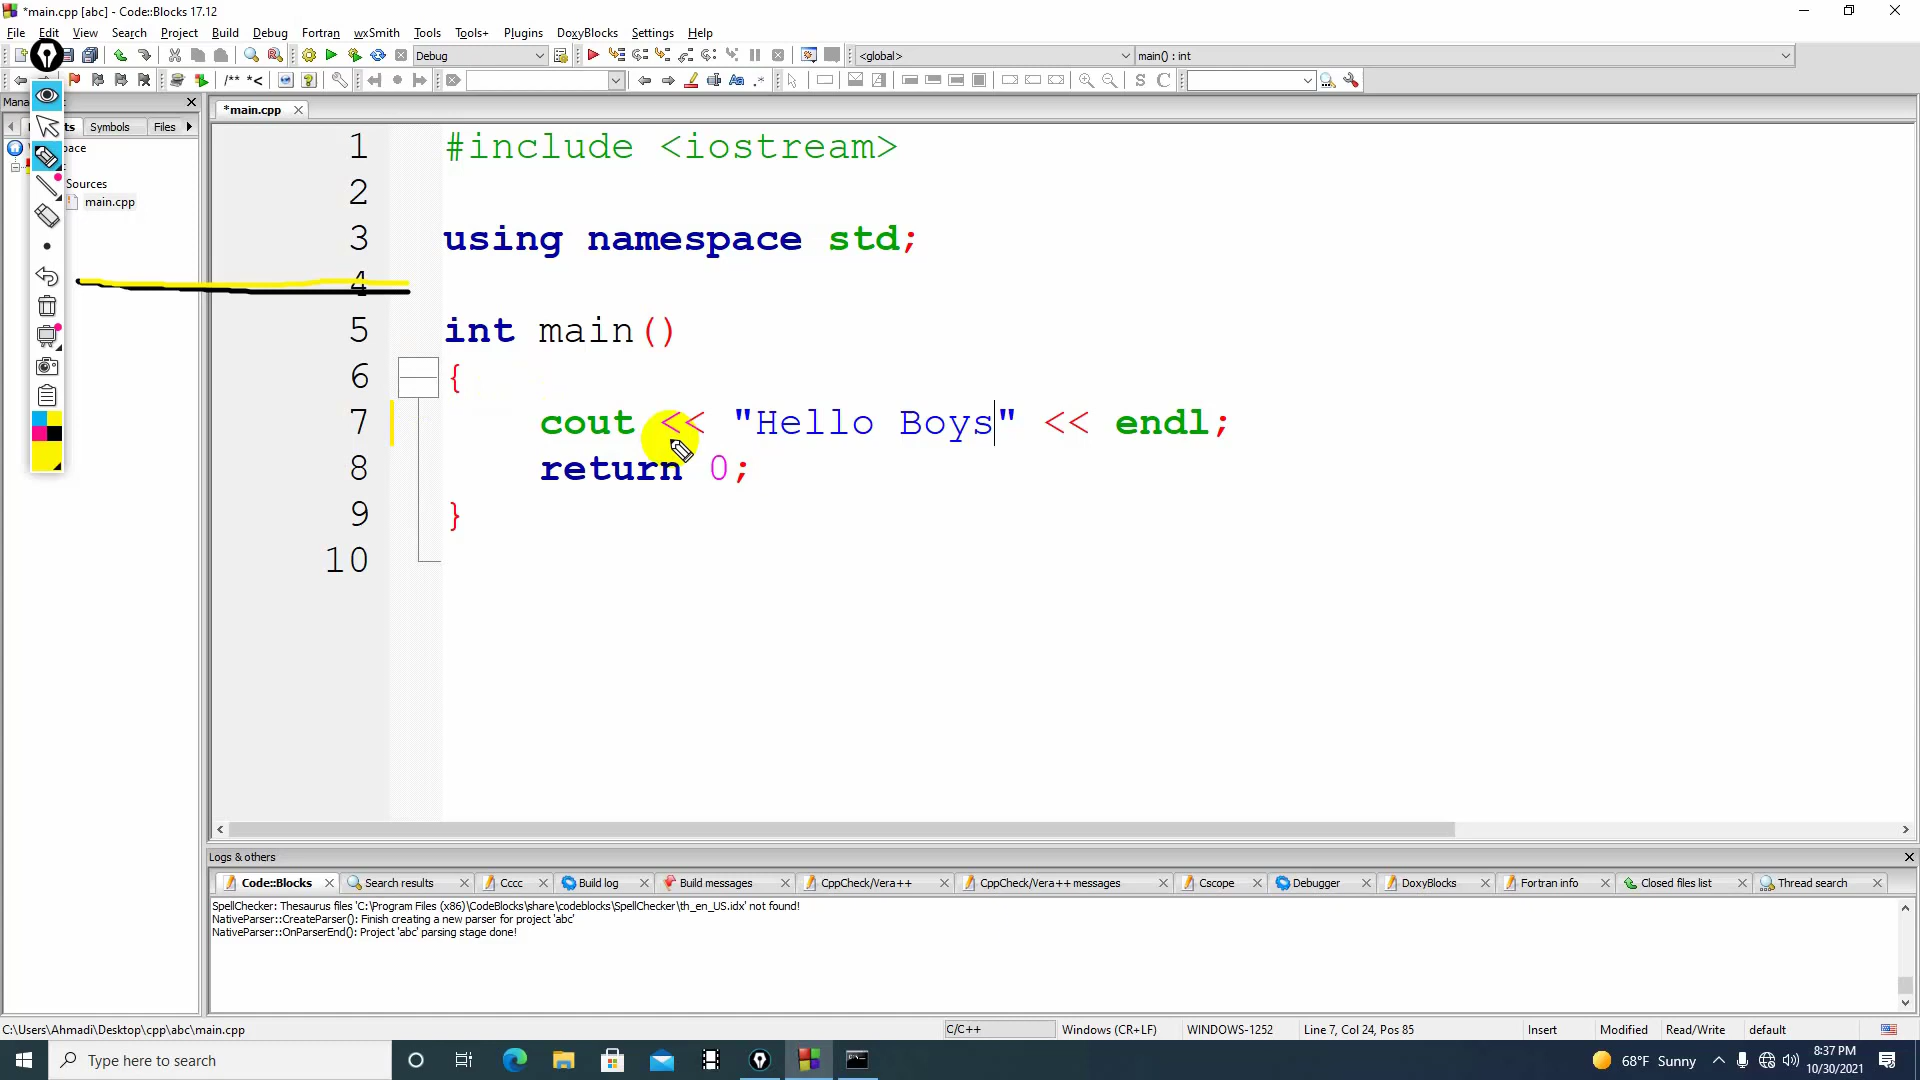 *main.cpp [abc] - Code::Blocks 17.12
File Edit View Search Project Build Debug Fortran wxSmith Tools Tools+ Plugins DoxyBlocks Settings Help
Debug <global> main() : int
/** *< Aa .* S C
Symbols Files *main.cpp
Sources
main.cpp
1 #include <iostream>
2
3 using namespace std;
4
5 int main()
6 {
7 cout << "Hello Boys" << endl;
8 return 0;
9 }
10
Logs & others
Code::Blocks Search results Cccc Build log Build messages CppCheck/Vera++ CppCheck/Vera++ messages Cscope Debugger DoxyBlocks Fortran info Closed files list Thread search
SpellChecker: Thesaurus files 'C:\Program Files (x86)\CodeBlocks\share\codeblocks\SpellChecker\th_en_US.idx' not found!
NativeParser::CreateParser(): Finish creating a new parser for project 'abc'
NativeParser::OnParserEnd(): Project 'abc' parsing stage done!
C:\Users\Ahmadi\Desktop\cpp\abc\main.cpp C/C++ Windows (CR+LF) WINDOWS-1252 Line 7, Col 24, Pos 85 Insert Modified Read/Write default
Type here to search 68°F Sunny 8:37 PM
10/30/2021